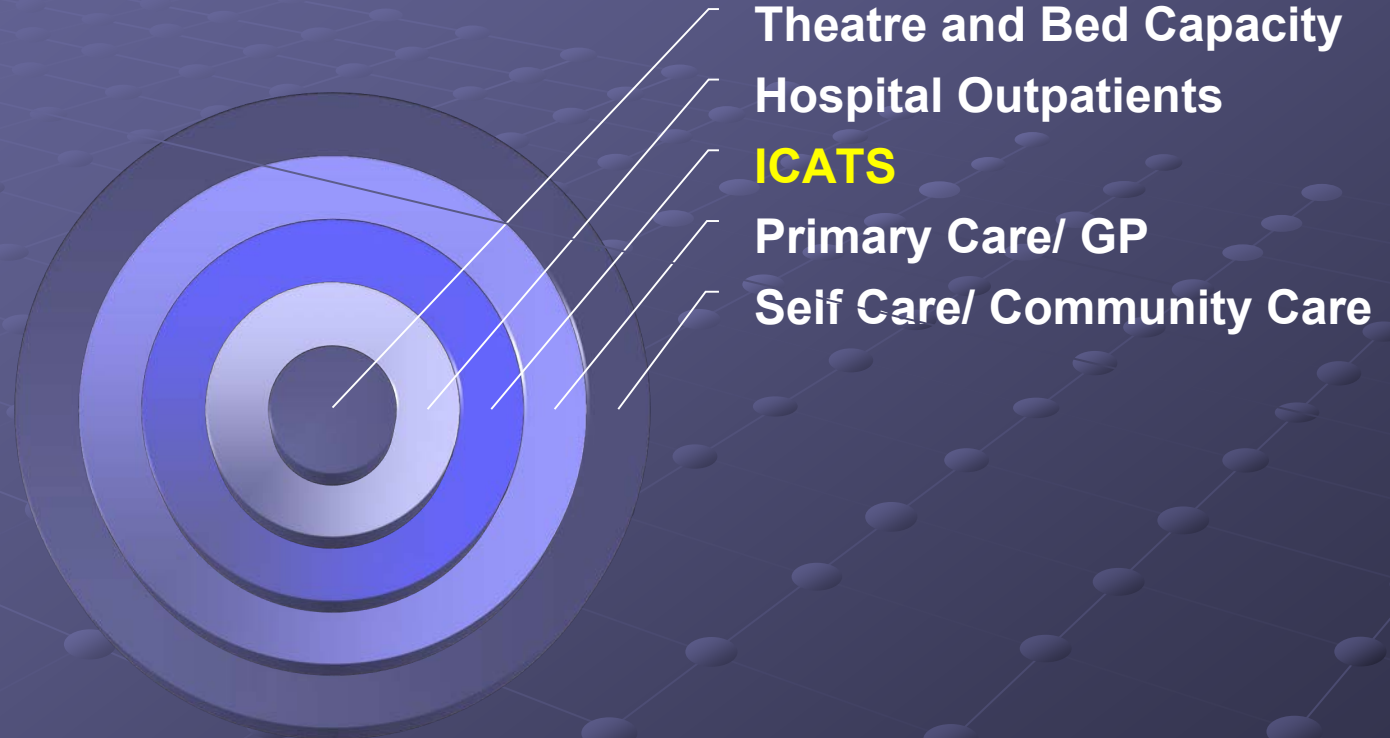 Theatre and Bed Capacity
Hospital Outpatients
ICATS
Primary Care/ GP
Self Care/ Community Care